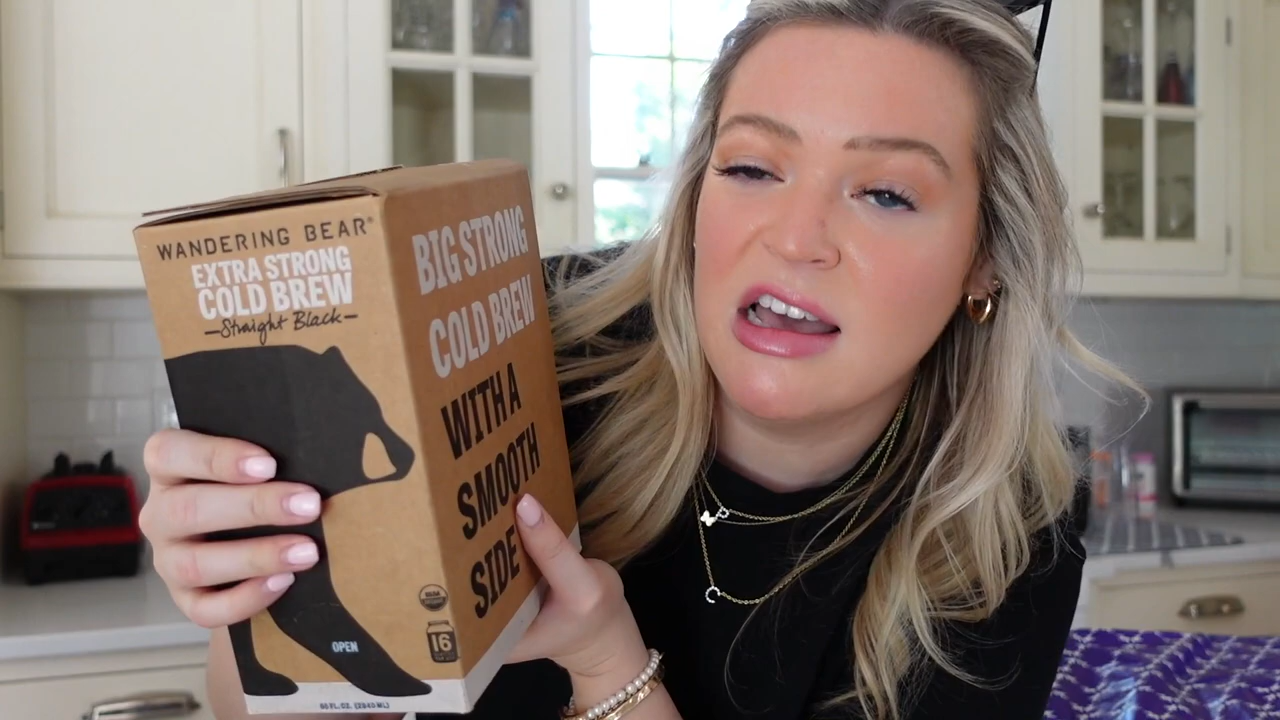 WANDERING BEAR®
EXTRA STRONG
COLD BREW
—Straight Black—
OPEN
16
BIG STRONG
COLD BREW
WITH A
SMOOTH
SIDE